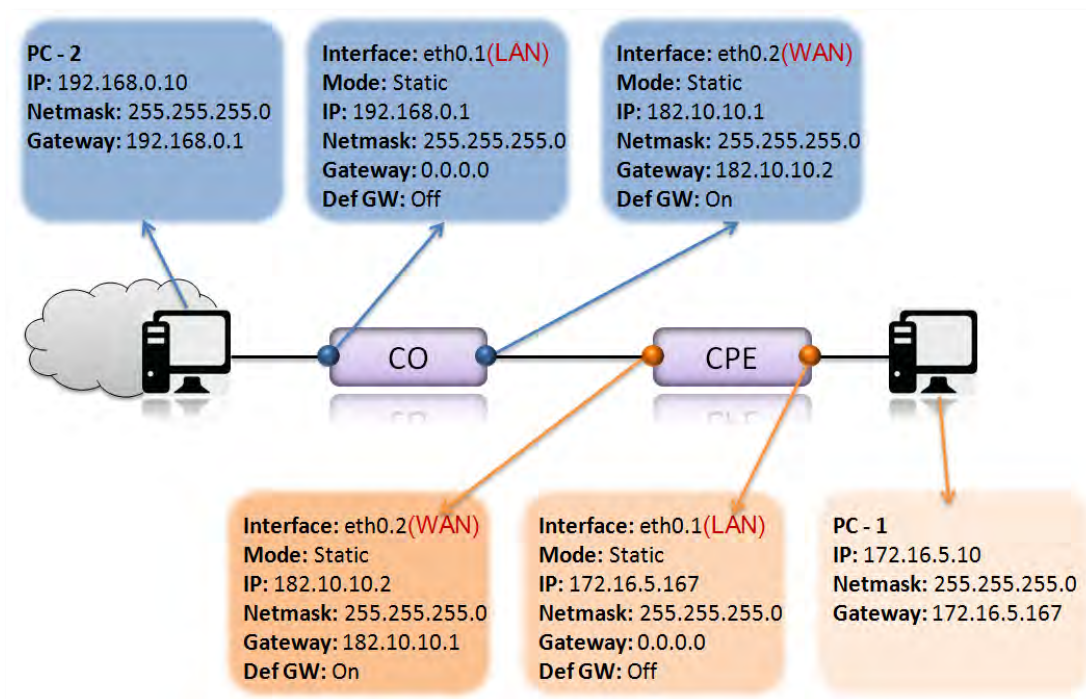 PC - 2
IP: 192.168.0.10
Netmask: 255.255.255.0
Gateway: 192.168.0.1
Interface: eth0.1(LAN)
Mode: Static
IP: 192.168.0.1
Netmask: 255.255.255.0
Gateway: 0.0.0.0
Def GW: Off
Interface: eth0.2(WAN)
Mode: Static
IP: 182.10.10.1
Netmask: 255.255.255.0
Gateway: 182.10.10.2
Def GW: On
CO
CPE
Interface: eth0.2(WAN)
Mode: Static
IP: 182.10.10.2
Netmask: 255.255.255.0
Gateway: 182.10.10.1
Def GW: On
Interface: eth0.1(LAN)
Mode: Static
IP: 172.16.5.167
Netmask: 255.255.255.0
Gateway: 0.0.0.0
Def GW: Off
PC - 1
IP: 172.16.5.10
Netmask: 255.255.255.0
Gateway: 172.16.5.167